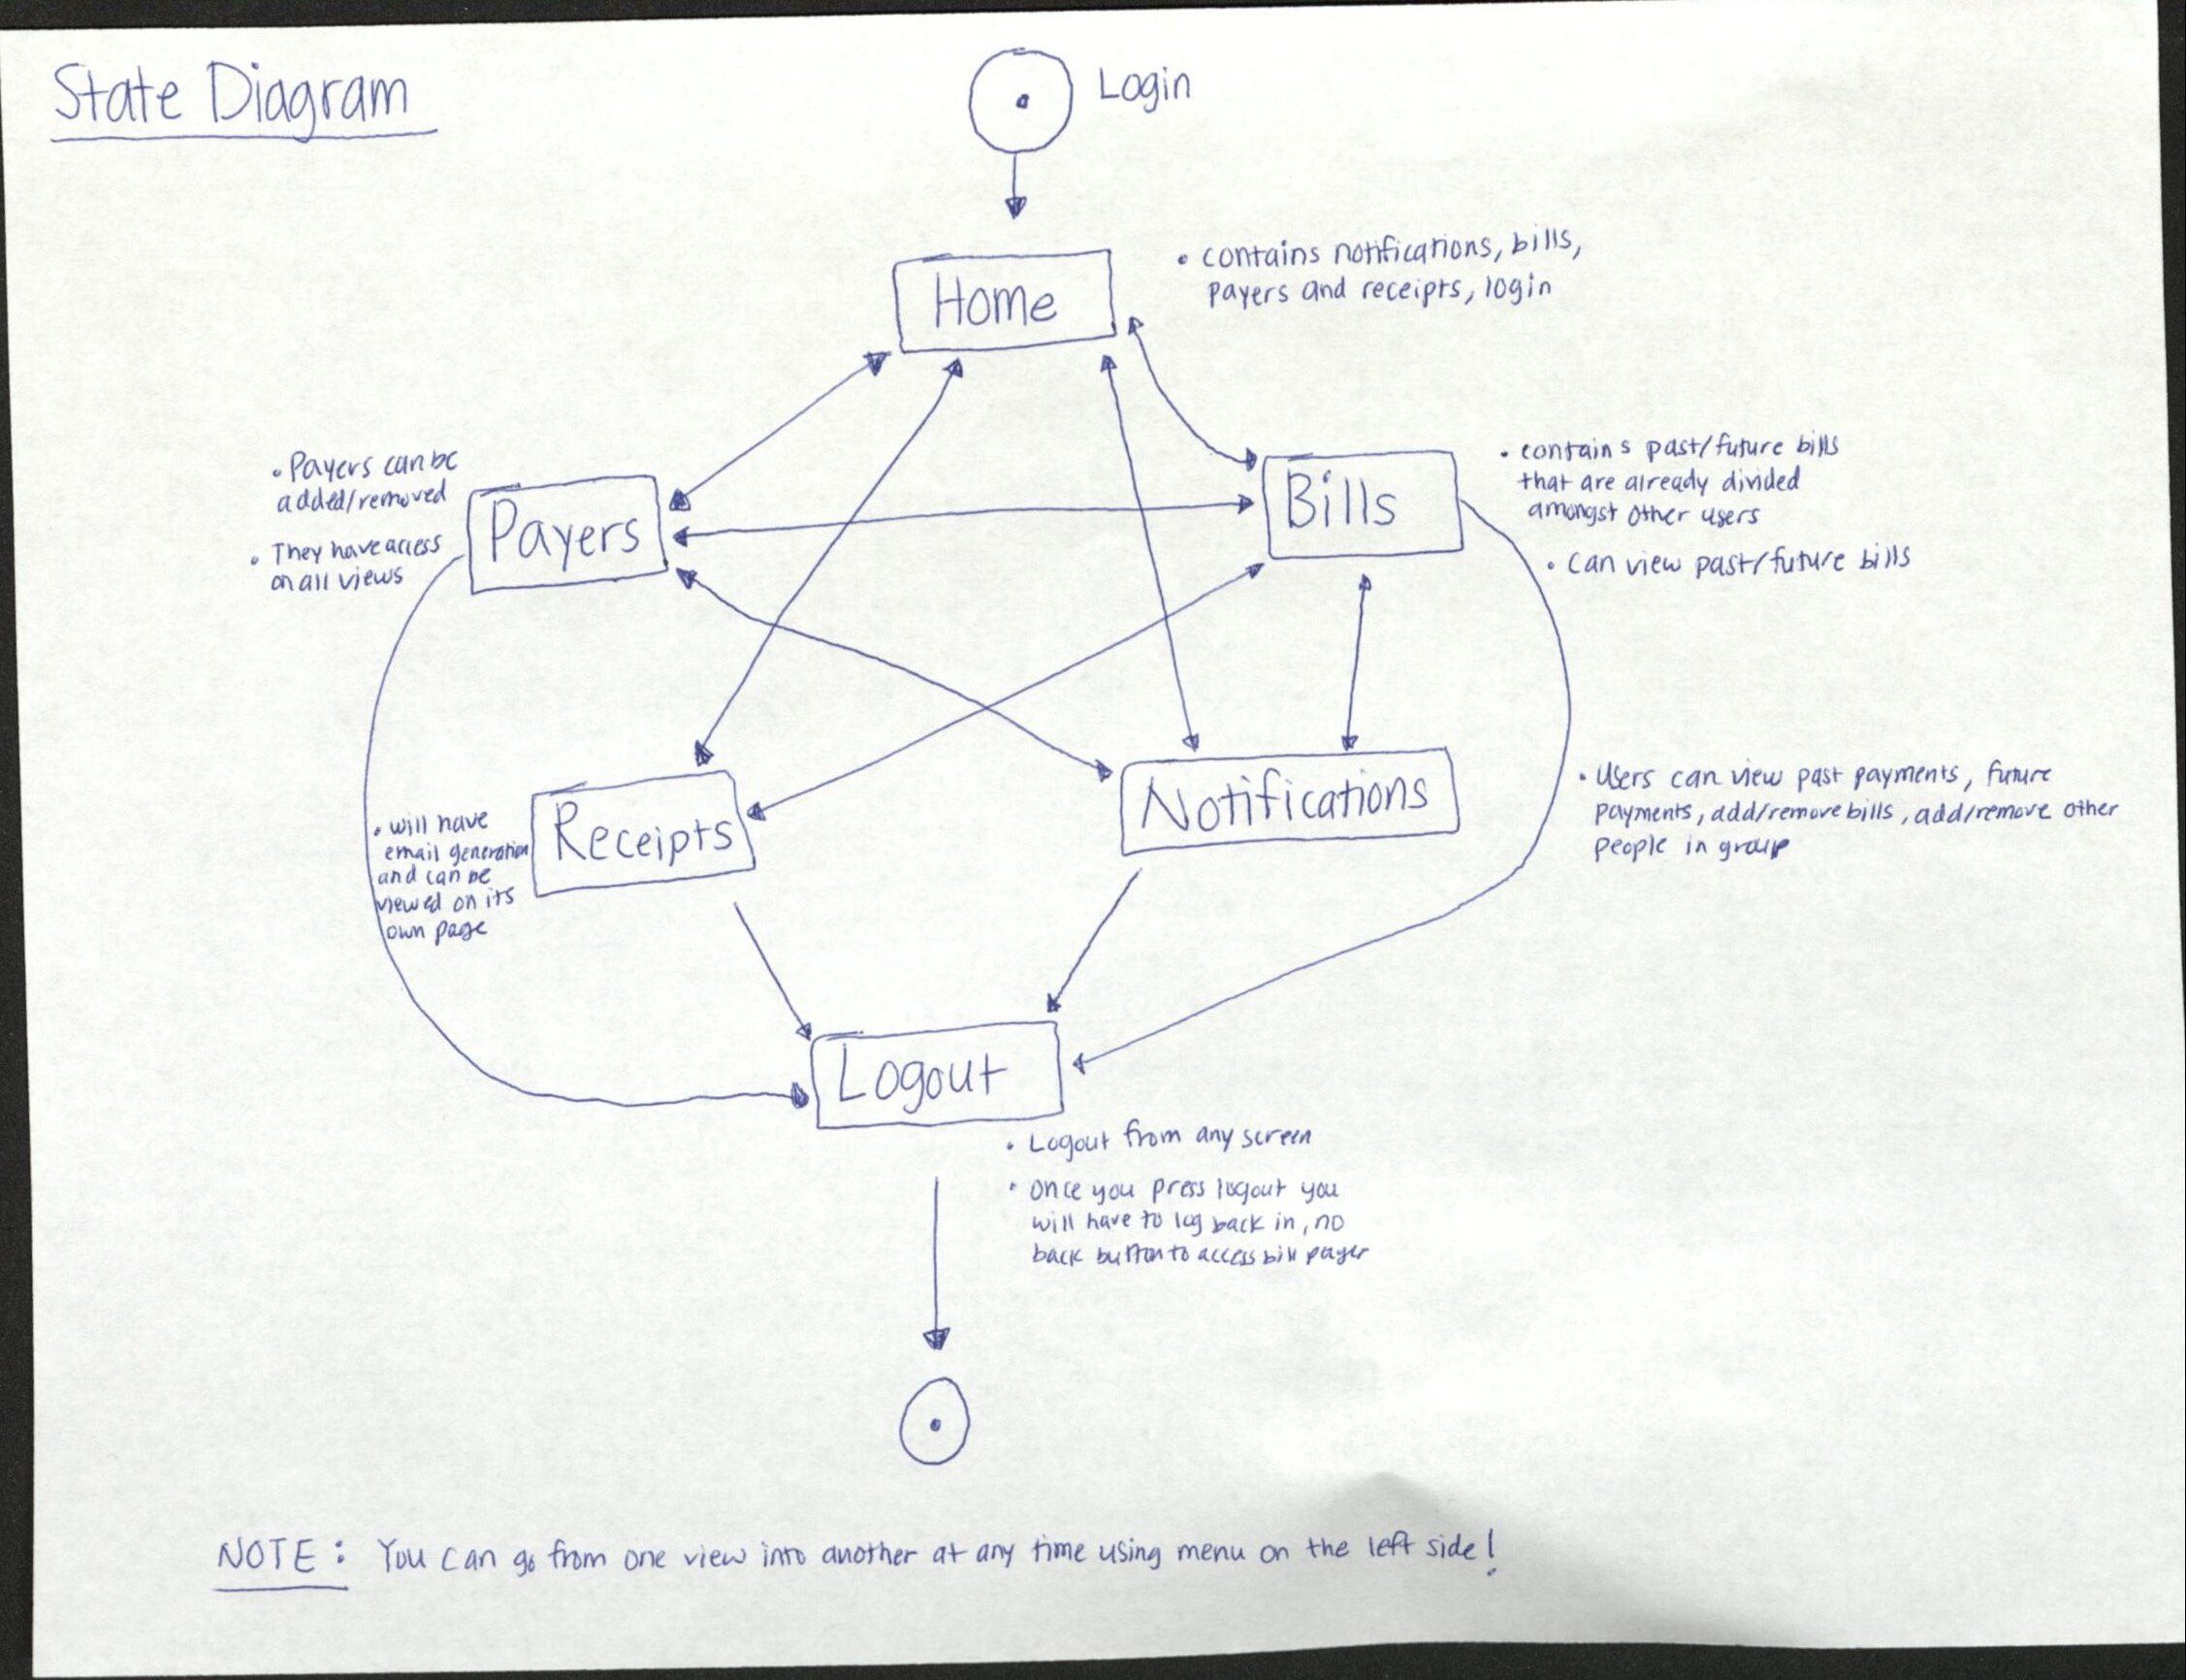 State Diagram
Login
Home
• contains notifications, bills,
payers and receipts, login
• Payers can be
added/removed
• They have access
on all views
Payers
Bills
• contains past/future bills
that are already divided
amongst other users
• Can view past/future bills
• will have
email generation
and can be
viewed on its
own page
Receipts
Notifications
• Users can view past payments, future
payments, add/remove bills, add/remove other
people in group
Logout
• Logout from any screen
• Once you press logout you
will have to log back in, no
back button to access bill payer
NOTE: You can go from one view into another at any time using menu on the left side!